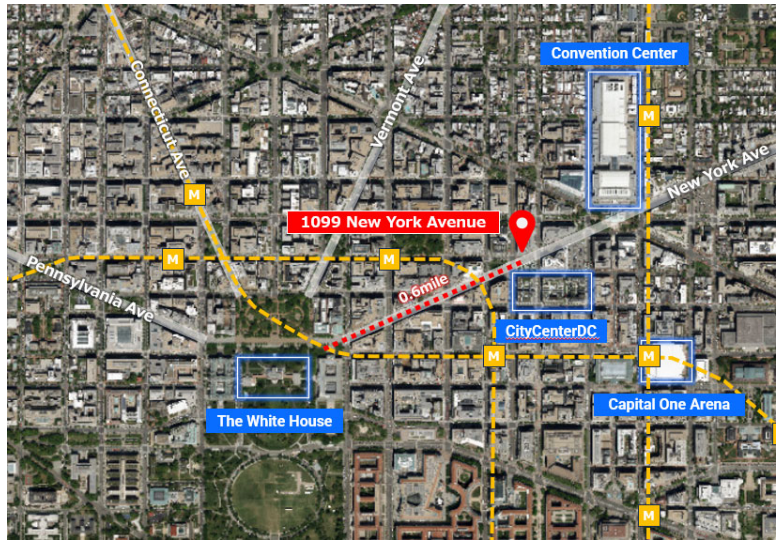 Convention Center
M
Connecticut Ave
Vermont Ave
M
New York Ave
1099 New York Avenue
M
M
Pennsylvania Ave
0.6mile
CityCenterDC
M
M
The White House
Capital One Arena
M